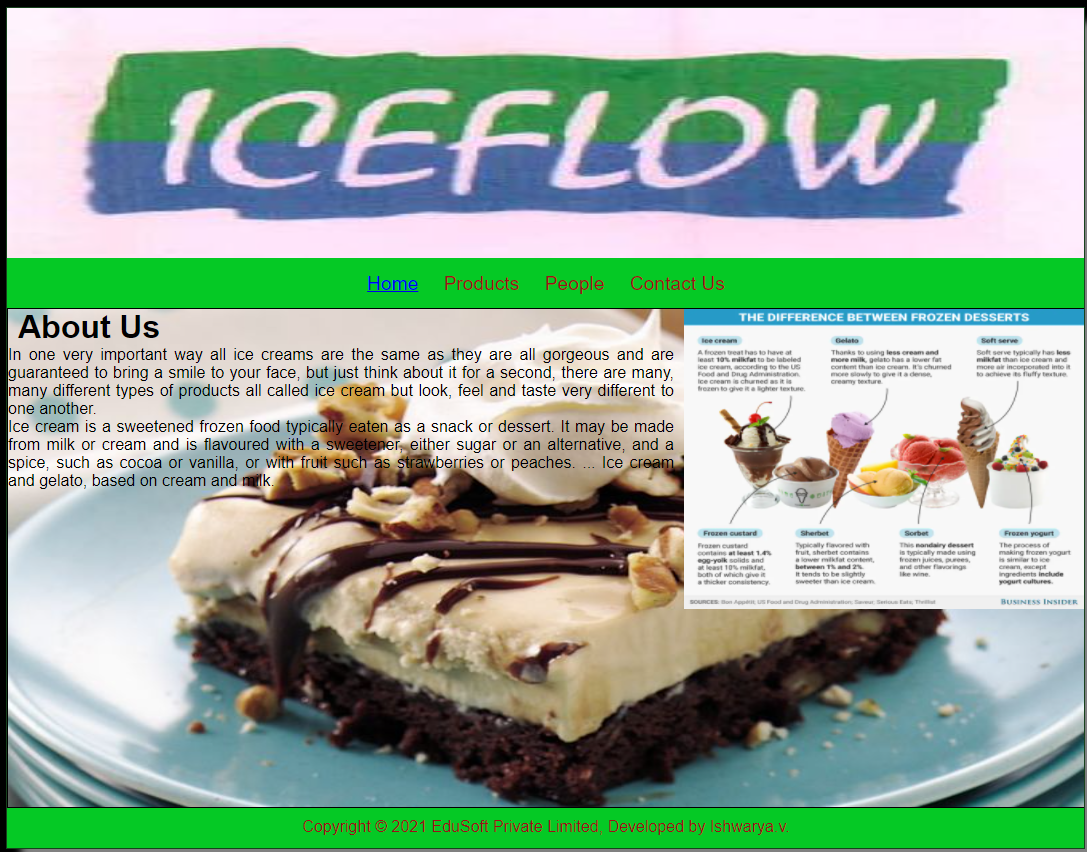 ICEFLOW
Home Products People Contact Us
About Us
In one very important way all ice creams are the same as they are all gorgeous and are
guaranteed to bring a smile to your face, but just think about it for a second, there are many,
many different types of products all called ice cream but look, feel and taste very different to
one another.
Ice cream is a sweetened frozen food typically eaten as a snack or dessert. It may be made
from milk or cream and is flavoured with a sweetener, either sugar or an alternative, and a
spice, such as cocoa or vanilla, or with fruit such as strawberries or peaches. ... Ice cream
and gelato, based on cream and milk.
THE DIFFERENCE BETWEEN FROZEN DESSERTS
Ice cream
A frozen treat has to have at
least 10% milkfat to be labeled
ice cream, according to the US
Food and Drug Administration.
Ice cream is churned as it is
frozen to give it a lighter texture.
Gelato
Thanks to using less cream and
more milk, gelato has a lower fat
content than ice cream. It's churned
more slowly to give it a dense,
creamy texture.
Soft serve
Soft serve typically has less
milkfat than ice cream and
more air incorporated into it
to achieve its fluffy texture.
Frozen custard
Frozen custard
contains at least 1.4%
egg-yolk solids and
at least 10% milkfat,
both of which give it
a thicker consistency.
Sherbet
Typically flavored with
fruit, sherbet contains
a lower milkfat content,
between 1% and 2%.
It tends to be slightly
sweeter than ice cream.
Sorbet
This nondairy dessert
is typically made using
frozen juices, purees,
and other flavorings
like wine.
Frozen yogurt
The process of
making frozen yogurt
is similar to ice
cream, except
ingredients include
yogurt cultures.
SOURCES: Bon Appétit; US Food and Drug Administration; Saveur; Serious Eats; Thrillist
BUSINESS INSIDER
Copyright © 2021 EduSoft Private Limited, Developed by Ishwarya.v.